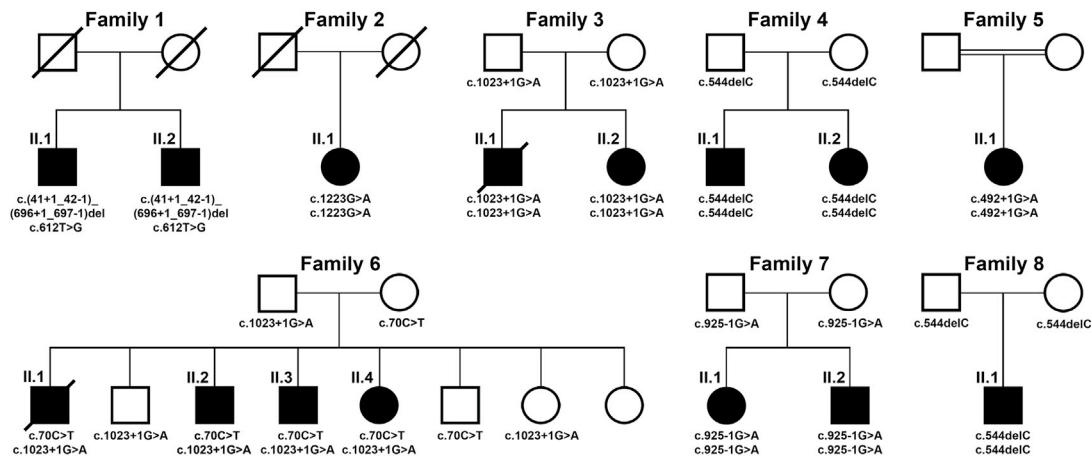 Family 1
Family 2
Family 3
Family 4
Family 5
c.1023+1G>A
c.1023+1G>A
c.544delC
c.544delC
II.1
II.2
II.1
II.1
II.2
II.1
II.2
II.1
c.(41+1_42-1)_
(696+1_697-1)del
c.612T>G
c.(41+1_42-1)_
(696+1_697-1)del
c.612T>G
c.1223G>A
c.1223G>A
c.1023+1G>A
c.1023+1G>A
c.1023+1G>A
c.1023+1G>A
c.544delC
c.544delC
c.544delC
c.544delC
c.492+1G>A
c.492+1G>A
Family 6
Family 7
Family 8
c.1023+1G>A
c.70C>T
c.925-1G>A
c.925-1G>A
c.544delC
c.544delC
II.1
II.2
II.3
II.4
II.1
II.2
II.1
c.70C>T
c.1023+1G>A
c.1023+1G>A
c.70C>T
c.1023+1G>A
c.70C>T
c.1023+1G>A
c.70C>T
c.1023+1G>A
c.70C>T
c.1023+1G>A
c.925-1G>A
c.925-1G>A
c.925-1G>A
c.925-1G>A
c.544delC
c.544delC